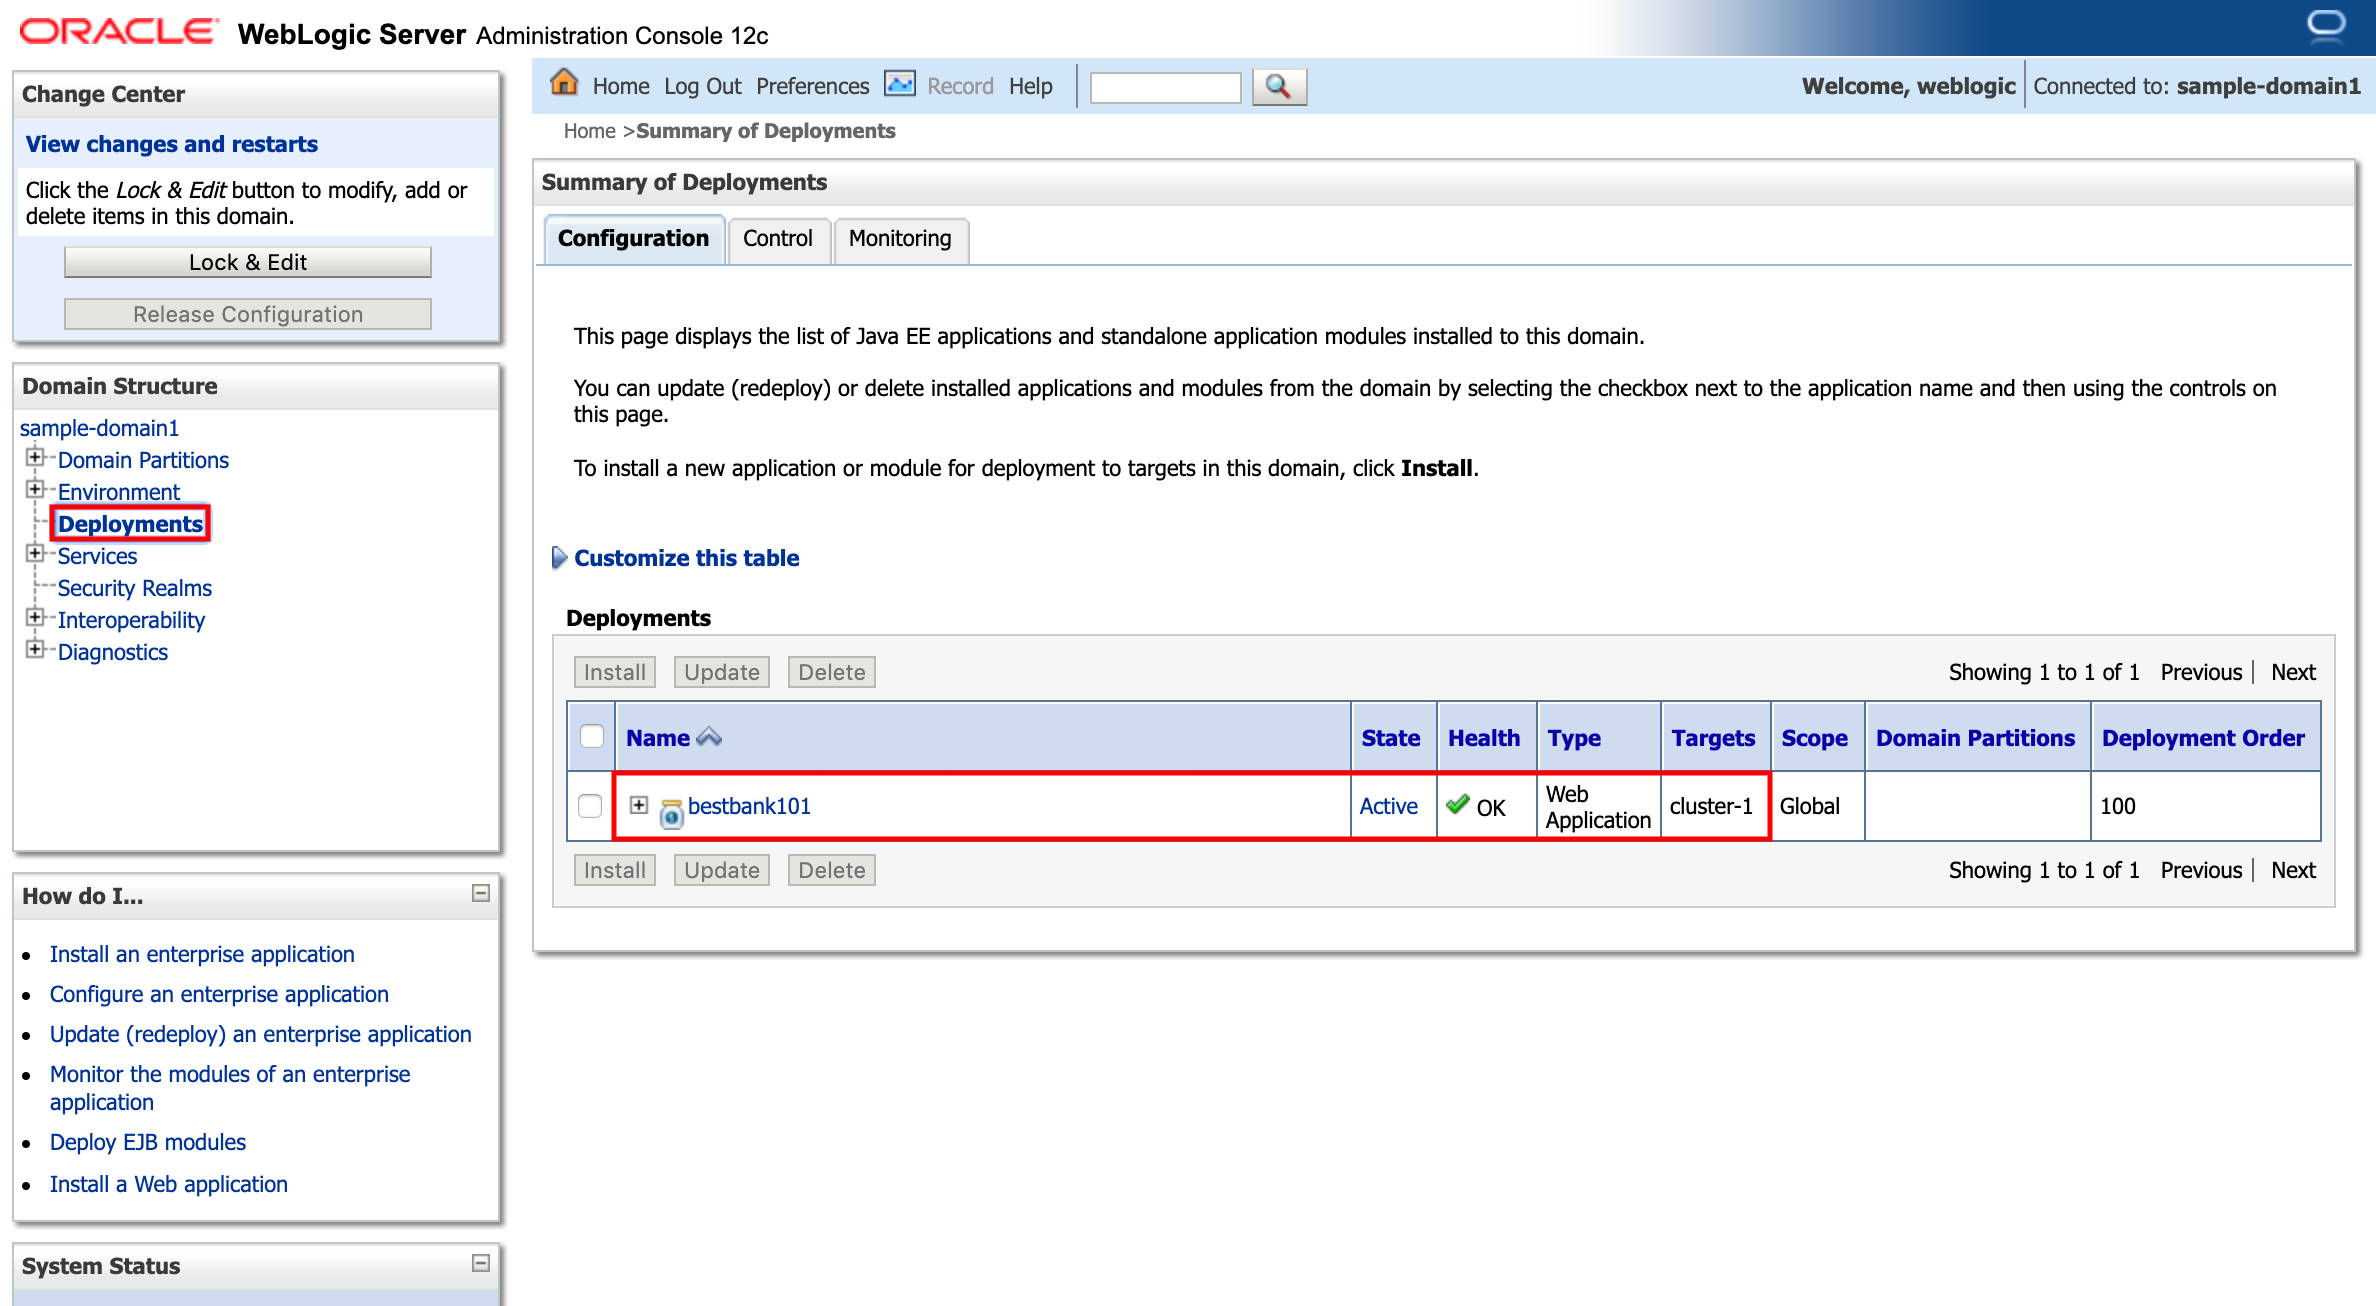 ORACLE WebLogic Server Administration Console 12c
Change Center
View changes and restarts
Click the Lock & Edit button to modify, add or
delete items in this domain.
Lock & Edit
Release Configuration
Domain Structure
sample-domain1
Domain Partitions
Environment
Deployments
Services
Security Realms
Interoperability
Diagnostics
How do I...
Install an enterprise application
Configure an enterprise application
Update (redeploy) an enterprise application
Monitor the modules of an enterprise
application
Deploy EJB modules
Install a Web application
System Status
Home Log Out Preferences Record Help
Welcome, weblogic Connected to: sample-domain1
Home >Summary of Deployments
Summary of Deployments
Configuration Control Monitoring
This page displays the list of Java EE applications and standalone application modules installed to this domain.
You can update (redeploy) or delete installed applications and modules from the domain by selecting the checkbox next to the application name and then using the controls on
this page.
To install a new application or module for deployment to targets in this domain, click Install.
Customize this table
Deployments
Install Update Delete Showing 1 to 1 of 1 Previous | Next
Name State Health Type Targets Scope Domain Partitions Deployment Order
bestbank101 Active OK Web Application cluster-1 Global 100
Install Update Delete Showing 1 to 1 of 1 Previous | Next